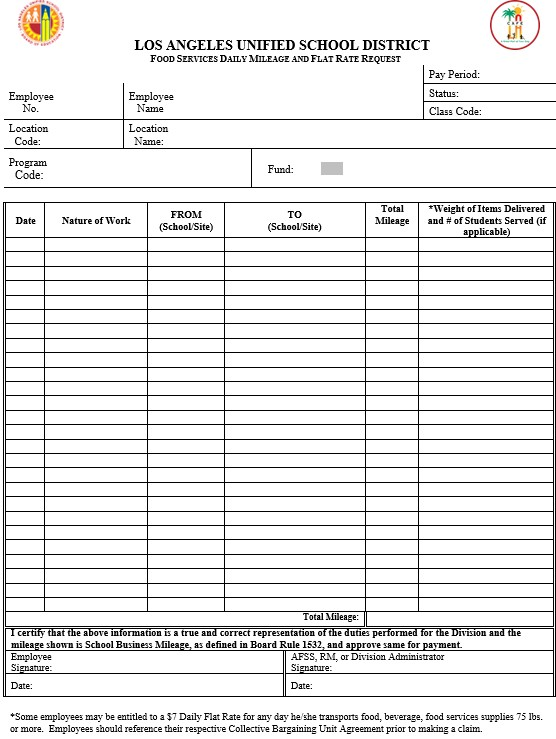 LOS ANGELES UNIFIED SCHOOL DISTRICT
FOOD SERVICES DAILY MILEAGE AND FLAT RATE REQUEST
Pay Period:
Employee No.
Employee Name
Status:
Class Code:
Location Code:
Location Name:
Program Code:
Fund:
Date
Nature of Work
FROM
(School/Site)
TO
(School/Site)
Total
Mileage
*Weight of Items Delivered
and # of Students Served (if
applicable)
Total Mileage:
I certify that the above information is a true and correct representation of the duties performed for the Division and the
mileage shown is School Business Mileage, as defined in Board Rule 1532, and approve same for payment.
Employee
Signature:
AFSS, RM, or Division Administrator
Signature:
Date:
Date:
*Some employees may be entitled to a $7 Daily Flat Rate for any day he/she transports food, beverage, food services supplies 75 lbs.
or more. Employees should reference their respective Collective Bargaining Unit Agreement prior to making a claim.